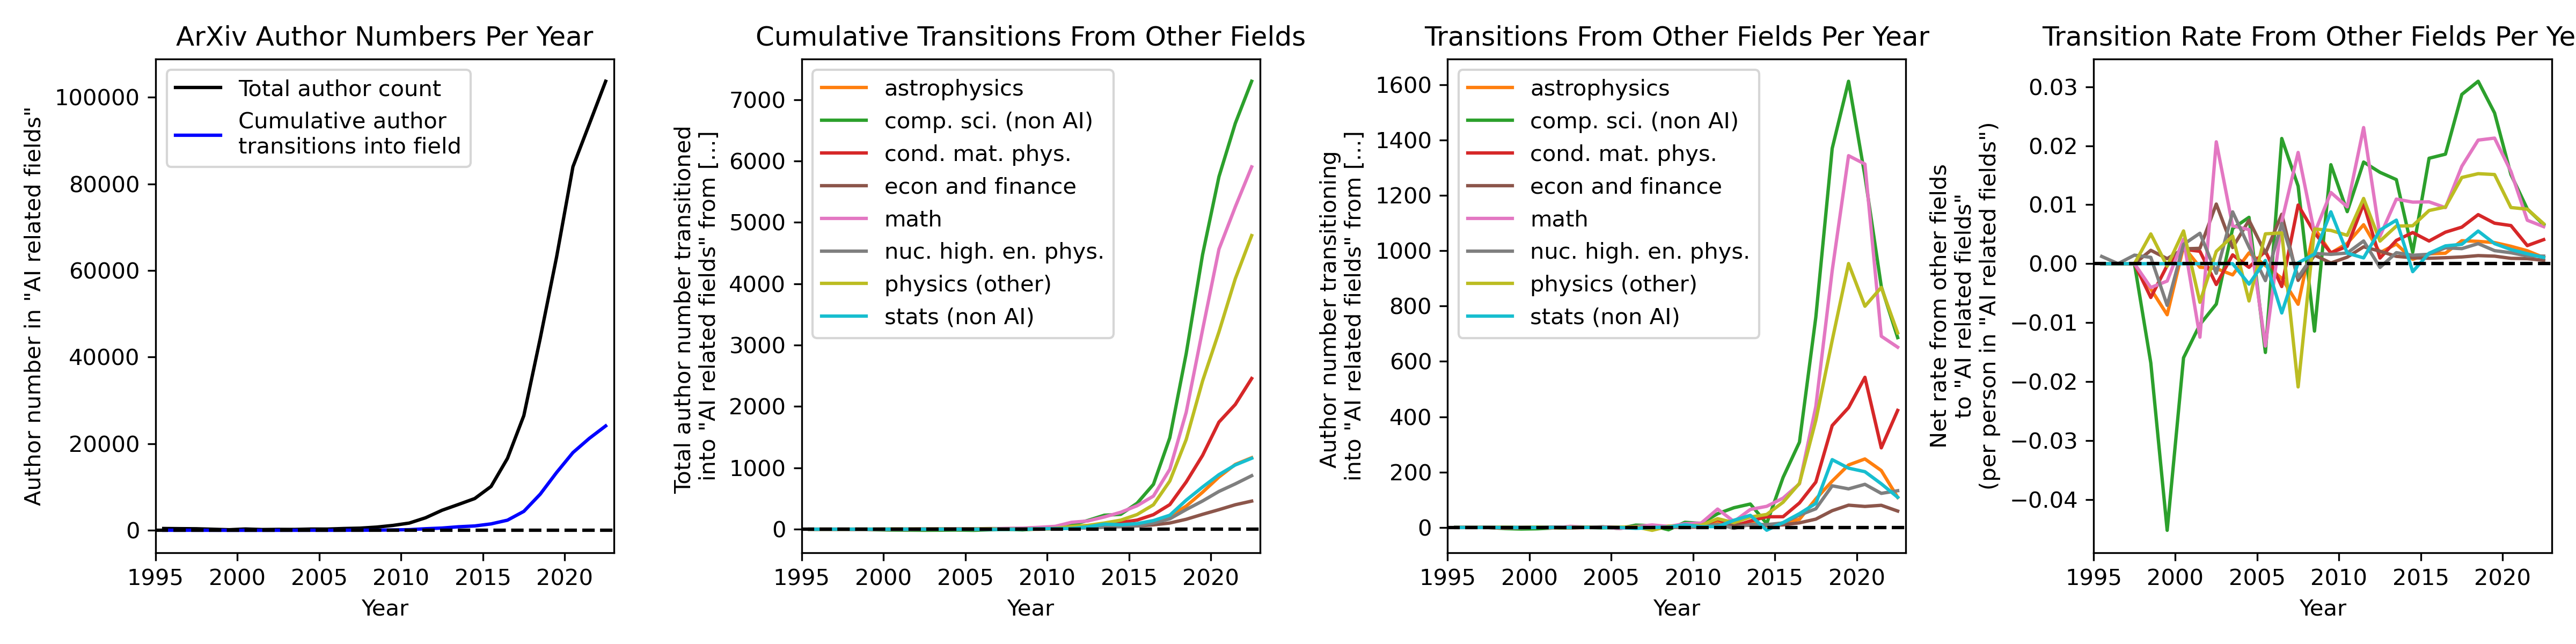 ArXiv Author Numbers Per Year
Author number in "AI related fields"
Total author count
Cumulative author
transitions into field
100000
80000
60000
40000
20000
0
1995
2000
2005
2010
2015
2020
Year
Cumulative Transitions From Other Fields
Total author number transitioned
into "AI related fields" from [...]
astrophysics
comp. sci. (non AI)
cond. mat. phys.
econ and finance
math
nuc. high. en. phys.
physics (other)
stats (non AI)
7000
6000
5000
4000
3000
2000
1000
0
1995
2000
2005
2010
2015
2020
Year
Transitions From Other Fields Per Year
Author number transitioning
into "AI related fields" from [...]
astrophysics
comp. sci. (non AI)
cond. mat. phys.
econ and finance
math
nuc. high. en. phys.
physics (other)
stats (non AI)
1600
1400
1200
1000
800
600
400
200
0
1995
2000
2005
2010
2015
2020
Year
Transition Rate From Other Fields Per Ye
Net rate from other fields
to "AI related fields"
(per person in "AI related fields")
0.03
0.02
0.01
0.00
−0.01
−0.02
−0.03
−0.04
1995
2000
2005
2010
2015
2020
Year